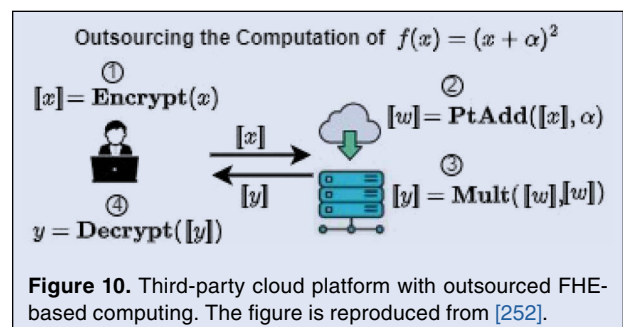 Outsourcing the Computation of f(x) = (x + α)²
①
⟦x⟧= Encrypt(x)
⟦x⟧
⟦y⟧
④
y = Decrypt(⟦y⟧)
②
⟦w⟧= PtAdd(⟦x⟧, α)
③
⟦y⟧= Mult(⟦w⟧,⟦w⟧)
Figure 10. Third-party cloud platform with outsourced FHE-
based computing. The figure is reproduced from [252].